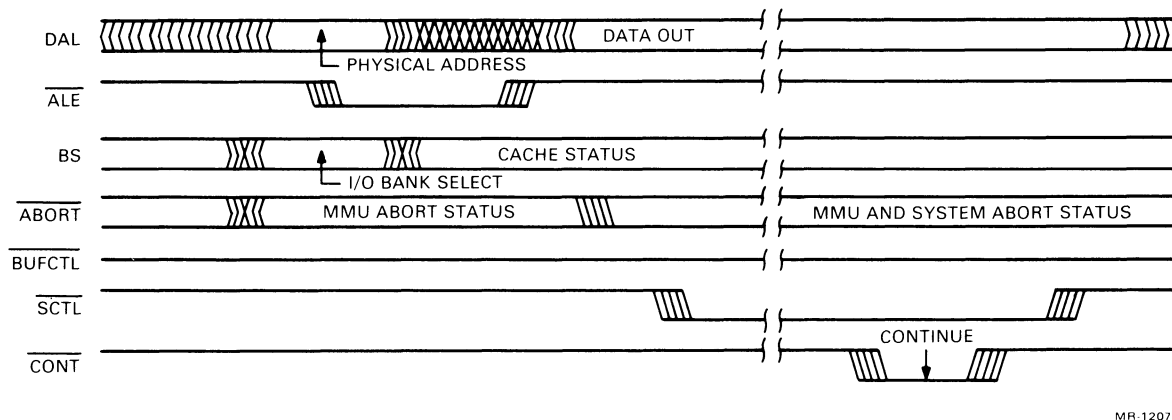 DAL
DATA OUT
PHYSICAL ADDRESS
ALE
BS
CACHE STATUS
I/O BANK SELECT
ABORT
MMU ABORT STATUS
MMU AND SYSTEM ABORT STATUS
BUFCTL
SCTL
CONTINUE
CONT
MR-1207